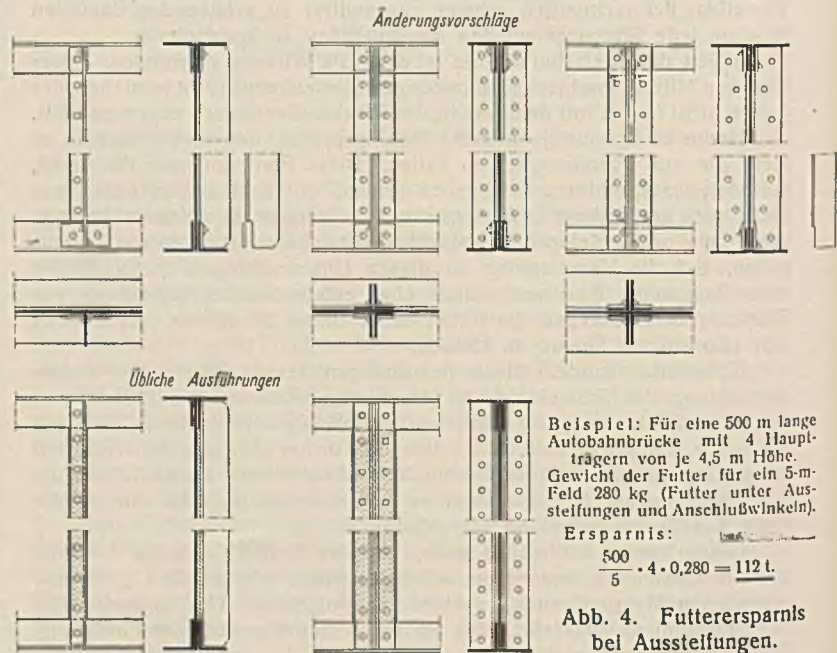 Änderungsvorschläge
Übliche Ausführungen
Beispiel: Für eine 500 m lange
Autobahnbrücke mit 4 Haupt-
trägern von je 4,5 m Höhe.
Gewicht der Futter für ein 5-m-
Feld 280 kg (Futter unter Aus-
steifungen und Anschlußwinkeln).
Ersparnis:
500/5 · 4 · 0,280 = 112 t.
Abb. 4. Futterersparnis
bei Aussteifungen.